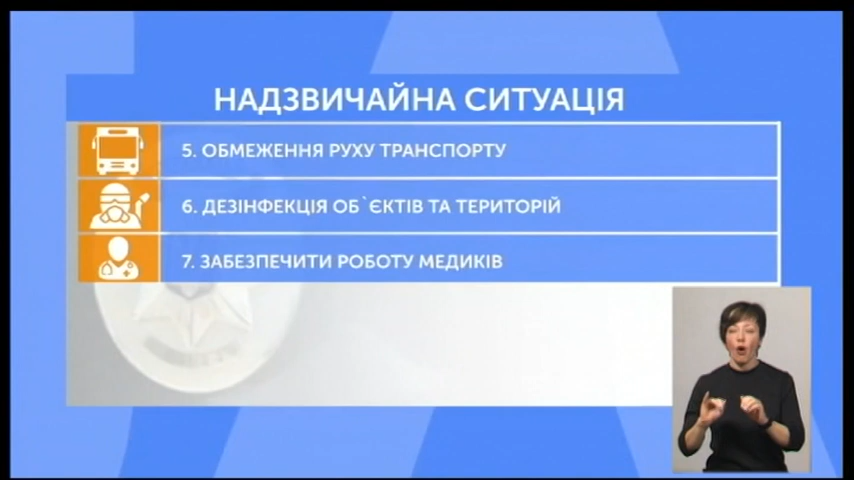 НАДЗВИЧАЙНА СИТУАЦІЯ
5. ОБМЕЖЕННЯ РУХУ ТРАНСПОРТУ
6. ДЕЗІНФЕКЦІЯ ОБ`ЄКТІВ ТА ТЕРИТОРІЙ
7. ЗАБЕЗПЕЧИТИ РОБОТУ МЕДИКІВ